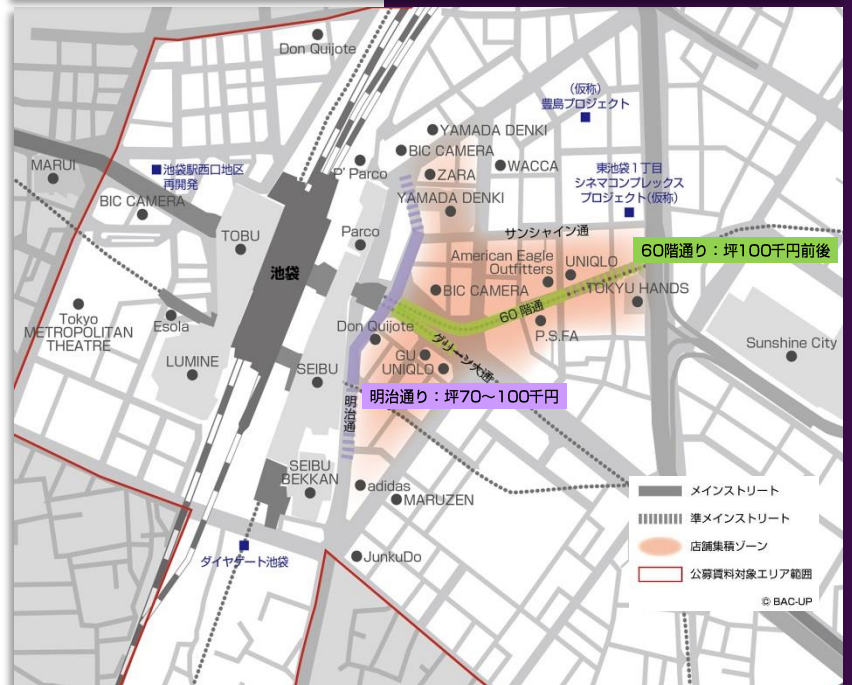 Don Quijote
(仮称)
豊島プロジェクト
YAMADA DENKI
BIC CAMERA
WACCA
MARUI
池袋駅西口地区
再開発
P' Parco
ZARA
東池袋1丁目
シネマコンプレックス
プロジェクト(仮称)
YAMADA DENKI
BIC CAMERA
TOBU
Parco
サンシャイン通
60階通り:坪100千円前後
American Eagle
Outfitters
UNIQLO
池袋
BIC CAMERA
TOKYU HANDS
60階通
Tokyo
METROPOLITAN
THEATRE
Esola
Don Quijote
P.S.FA
グリーン大通
Sunshine City
GU
UNIQLO
LUMINE
SEIBU
明治通り:坪70〜100千円
明治通
SEIBU
BEKKAN
adidas
MARUZEN
メインストリート
準メインストリート
店舗集積ゾーン
公募賃料対象エリア範囲
ダイヤゲート池袋
JunkuDo
© BAC-UP